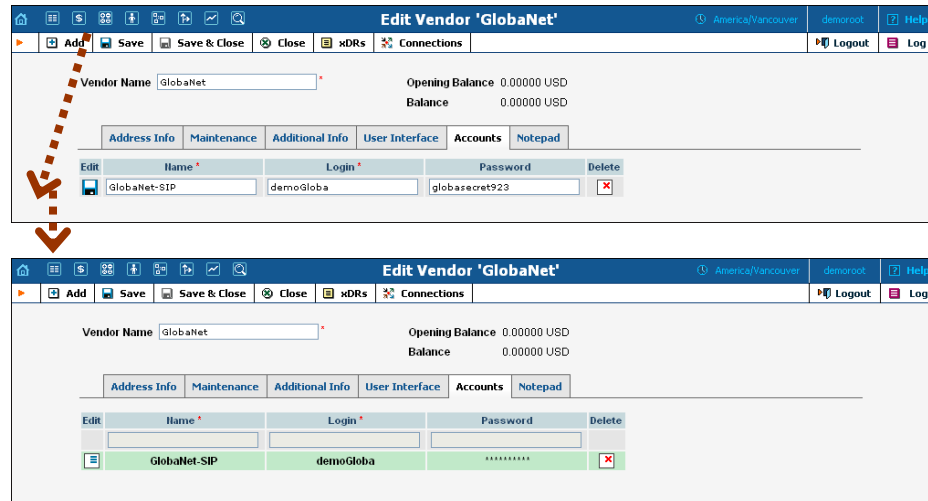 Edit Vendor 'GlobaNet' America/Vancouver demoroot ? Help
Add Save Save & Close Close xDRs Connections Logout Log
Vendor Name GlobaNet * Opening Balance 0.00000 USD
Balance 0.00000 USD
Address Info Maintenance Additional Info User Interface Accounts Notepad
Edit Name * Login * Password Delete
GlobaNet-SIP demoGloba globasecret923
Edit Vendor 'GlobaNet' America/Vancouver demoroot ? Help
Add Save Save & Close Close xDRs Connections Logout Log
Vendor Name GlobaNet * Opening Balance 0.00000 USD
Balance 0.00000 USD
Address Info Maintenance Additional Info User Interface Accounts Notepad
Edit Name * Login * Password Delete
GlobaNet-SIP demoGloba **********